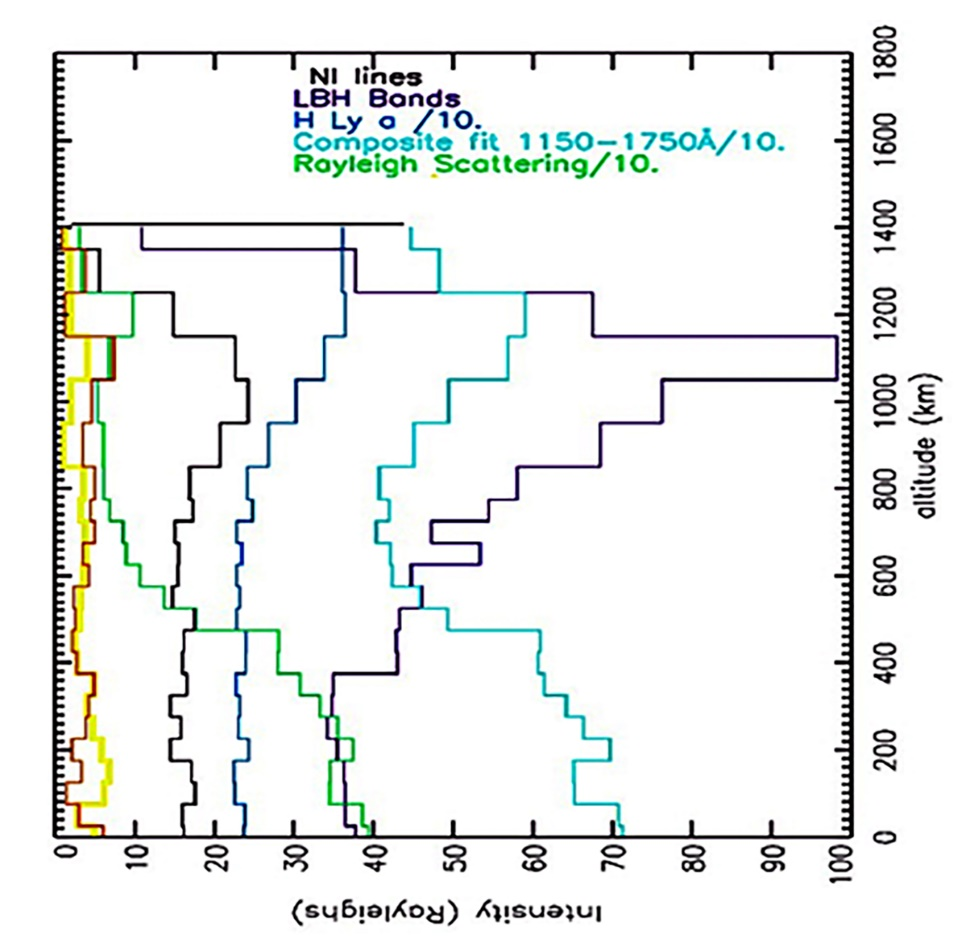 NI lines
LBH Bands
H Ly a /10.
Composite fit 1150-1750Å/10.
Rayleigh Scattering/10.
0 10 20 30 40 50 60 70 80 90 100
Intensity (Rayleighs)
0 200 400 600 800 1000 1200 1400 1600 1800
altitude (km)